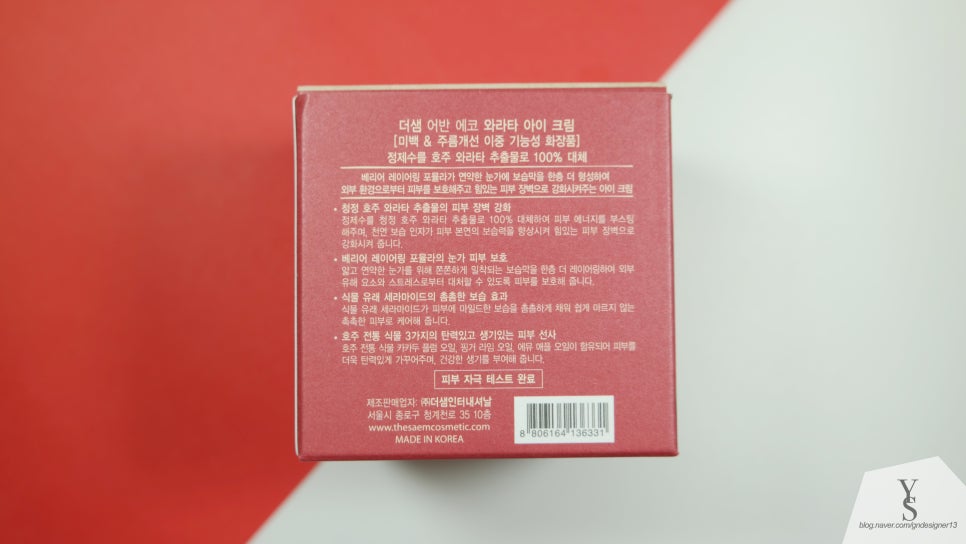 더샘 어반 에코 와라타 아이 크림
[미백 & 주름개선 이중 기능성 화장품]
정제수를 호주 와라타 추출물로 100% 대체
베리어 레이어링 포뮬라가 연약한 눈가에 보습막을 한층 더 형성하여
외부 환경으로부터 피부를 보호해주고 힘있는 피부 장벽으로 강화시켜주는 아이 크림
• 청정 호주 와라타 추출물의 피부 장벽 강화
정제수를 청정 호주 와라타 추출물로 100% 대체하여 피부 에너지를 부스팅
해주며, 천연 보습 인자가 피부 본연의 보습력을 향상시켜 힘있는 피부 장벽으로
강화시켜 줍니다.
• 베리어 레이어링 포뮬라의 눈가 피부 보호
얇고 연약한 눈가를 위해 쫀쫀하게 밀착되는 보습막을 한층 더 레이어링하여 외부
유해 요소와 스트레스로부터 대처할 수 있도록 피부를 보호해 줍니다.
• 식물 유래 세라마이드의 촘촘한 보습 효과
식물 유래 세라마이드가 피부에 마일드한 보습을 촘촘하게 채워 쉽게 마르지 않는
촉촉한 피부로 케어해 줍니다.
• 호주 전통 식물 3가지의 탄력있고 생기있는 피부 선사
호주 전통 식물 카카두 플럼 오일, 핑거 라임 오일, 에뮤 애플 오일이 함유되어 피부를
더욱 탄력있게 가꾸어주며, 건강한 생기를 부여해 줍니다.
피부 자극 테스트 완료
제조판매업자: ㈜더샘인터내셔날
서울시 종로구 청계천로 35 10층
www.thesaemcosmetic.com
MADE IN KOREA
8 806164 136331
YS
blog.naver.com/gndesigner13